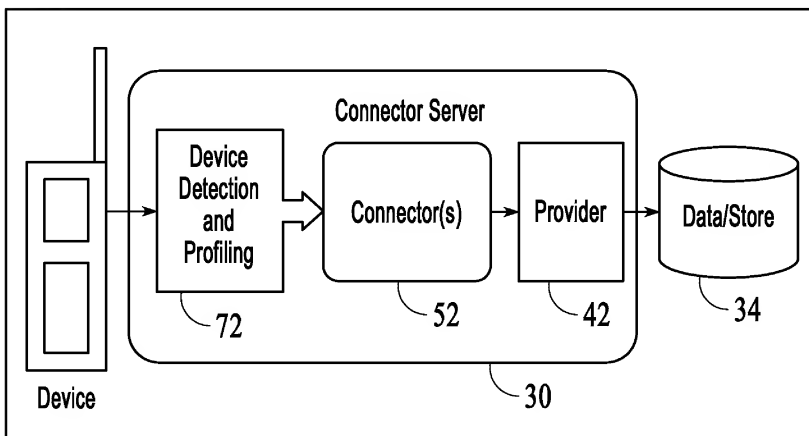 Connector Server
Device
Detection
and
Profiling
Connector(s)
Provider
Data/Store
72
52
42
34
30
Device